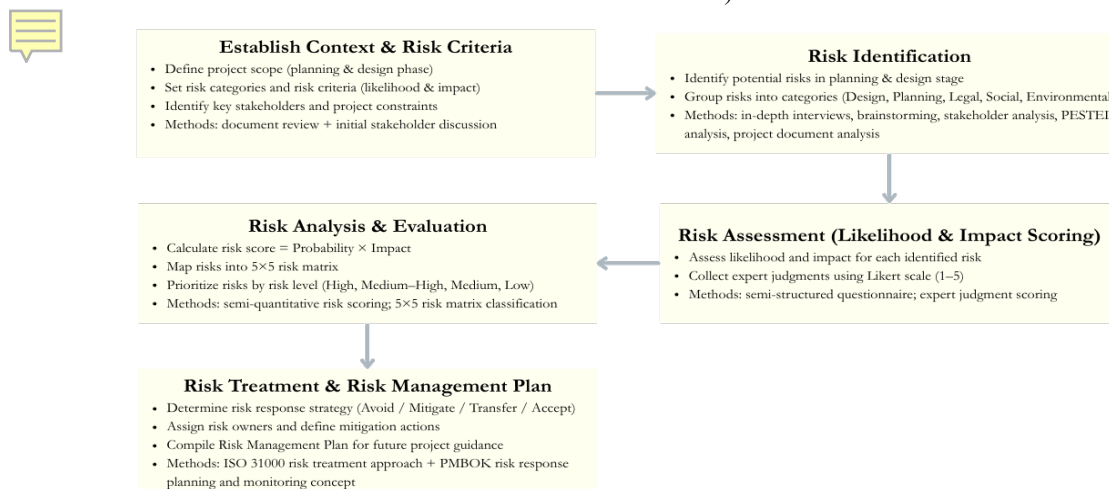 Establish Context & Risk Criteria
• Define project scope (planning & design phase)
• Set risk categories and risk criteria (likelihood & impact)
• Identify key stakeholders and project constraints
• Methods: document review + initial stakeholder discussion
Risk Identification
• Identify potential risks in planning & design stage
• Group risks into categories (Design, Planning, Legal, Social, Environmental
• Methods: in-depth interviews, brainstorming, stakeholder analysis,
analysis, project document analysis
Risk Assessment (Likelihood & Impact Scoring)
• Assess likelihood and impact for each identified risk
• Collect expert judgments using Likert scale (1–5)
• Methods: semi-structured questionnaire; expert judgment scoring
Risk Analysis & Evaluation
• Calculate risk score = Probability × Impact
• Map risks into 5×5 risk matrix
• Prioritize risks by risk level (High, Medium–High, Medium, Low)
• Methods: semi-quantitative risk scoring; 5×5 risk matrix classification
Risk Treatment & Risk Management Plan
• Determine risk response strategy (Avoid / Mitigate / Transfer / Accept)
• Assign risk owners and define mitigation actions
• Compile Risk Management Plan for future project guidance
• Methods: ISO 31000 risk treatment approach + PMBOK risk response
planning and monitoring concept